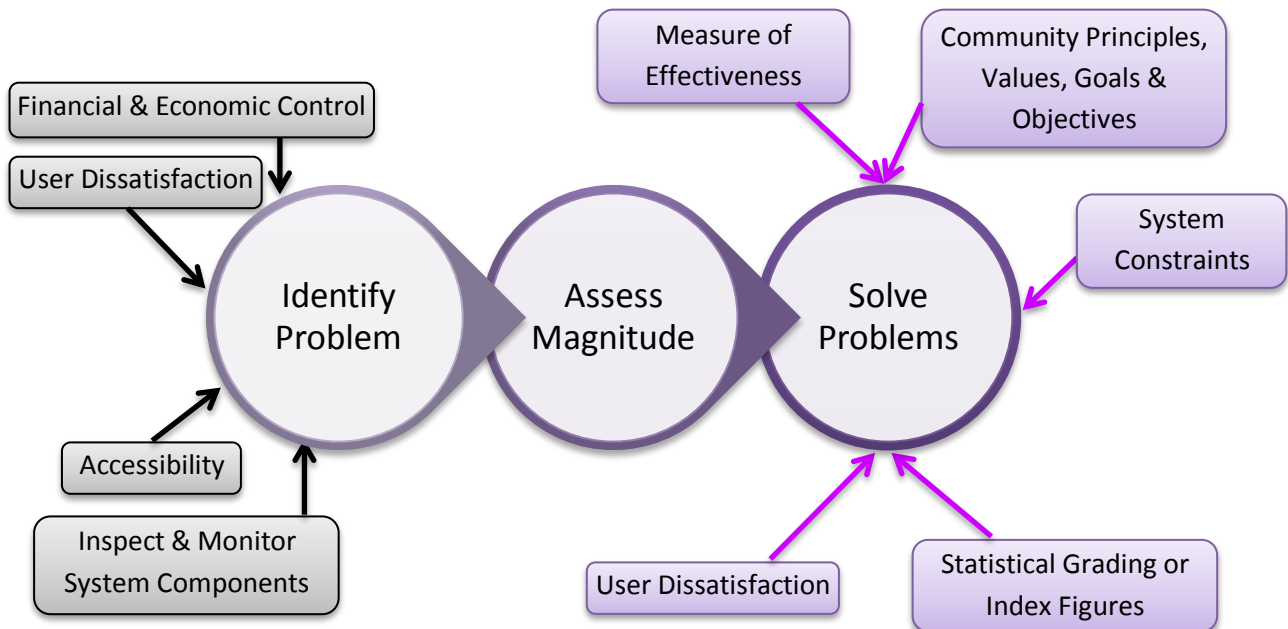 Measure of
Effectiveness
Community Principles,
Values, Goals &
Objectives
Financial & Economic Control
User Dissatisfaction
System
Constraints
Identify
Problem
Assess
Magnitude
Solve
Problems
Accessibility
Inspect & Monitor
System Components
User Dissatisfaction
Statistical Grading or
Index Figures